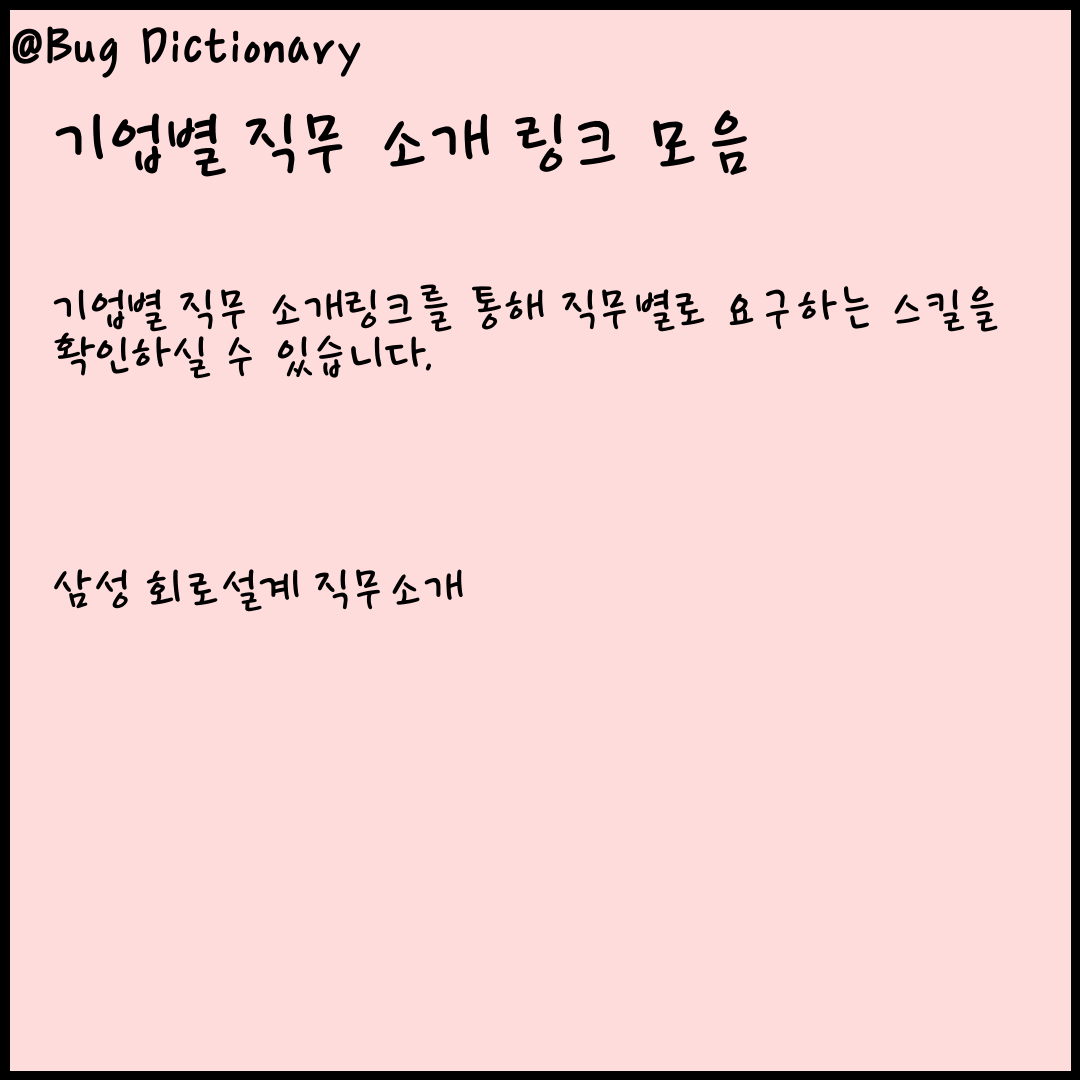 @Bug Dictionary
기업별 직무 소개 링크 모음
기업별 직무 소개링크를 통해 직무별로 요구하는 스킬을
확인하실 수 있습니다.
삼성 회로설계 직무소개